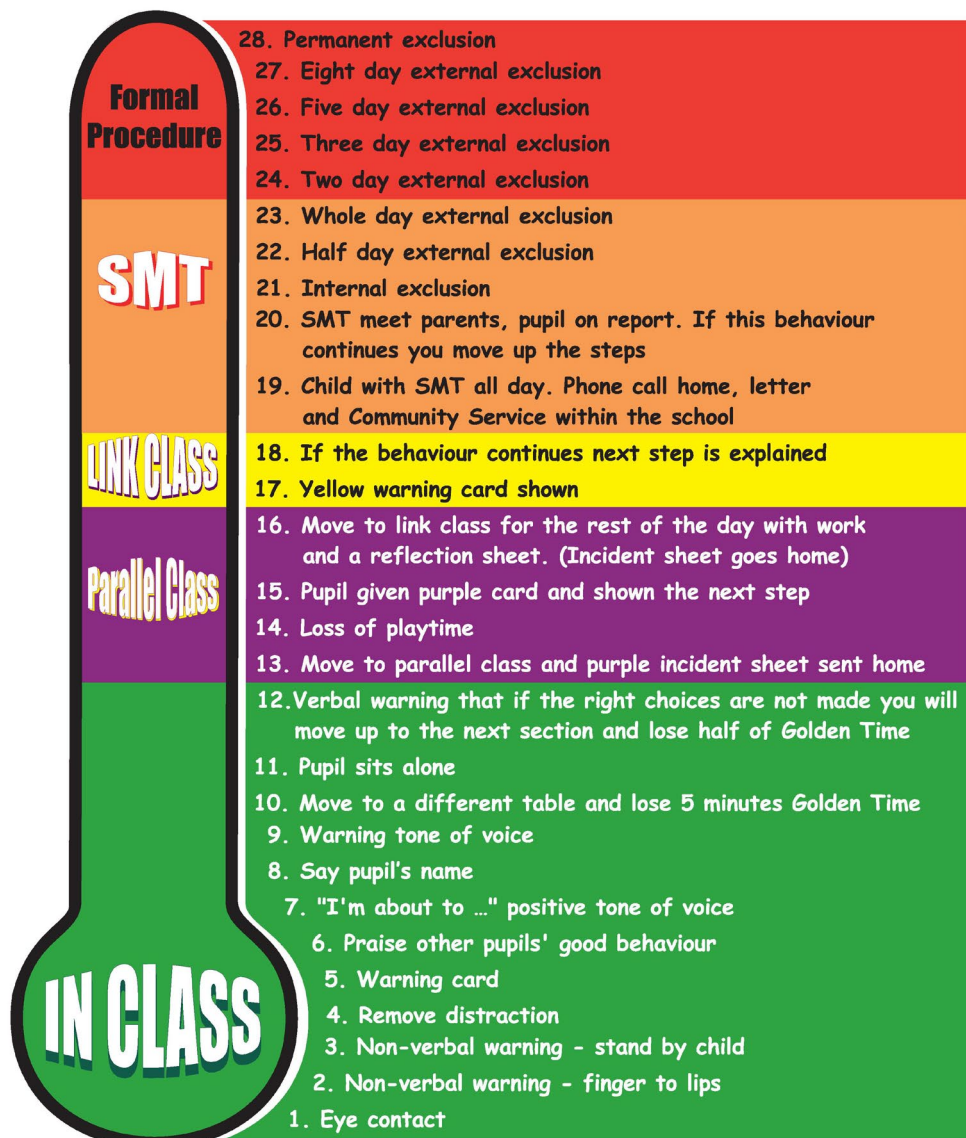 Formal
Procedure
28. Permanent exclusion
27. Eight day external exclusion
26. Five day external exclusion
25. Three day external exclusion
24. Two day external exclusion
SMT
23. Whole day external exclusion
22. Half day external exclusion
21. Internal exclusion
20. SMT meet parents, pupil on report. If this behaviour
continues you move up the steps
19. Child with SMT all day. Phone call home, letter
and Community Service within the school
LINK CLASS
18. If the behaviour continues next step is explained
17. Yellow warning card shown
Parallel Class
16. Move to link class for the rest of the day with work
and a reflection sheet. (Incident sheet goes home)
15. Pupil given purple card and shown the next step
14. Loss of playtime
13. Move to parallel class and purple incident sheet sent home
IN CLASS
12.Verbal warning that if the right choices are not made you will
move up to the next section and lose half of Golden Time
11. Pupil sits alone
10. Move to a different table and lose 5 minutes Golden Time
9. Warning tone of voice
8. Say pupil's name
7. "I'm about to ..." positive tone of voice
6. Praise other pupils' good behaviour
5. Warning card
4. Remove distraction
3. Non-verbal warning - stand by child
2. Non-verbal warning - finger to lips
1. Eye contact